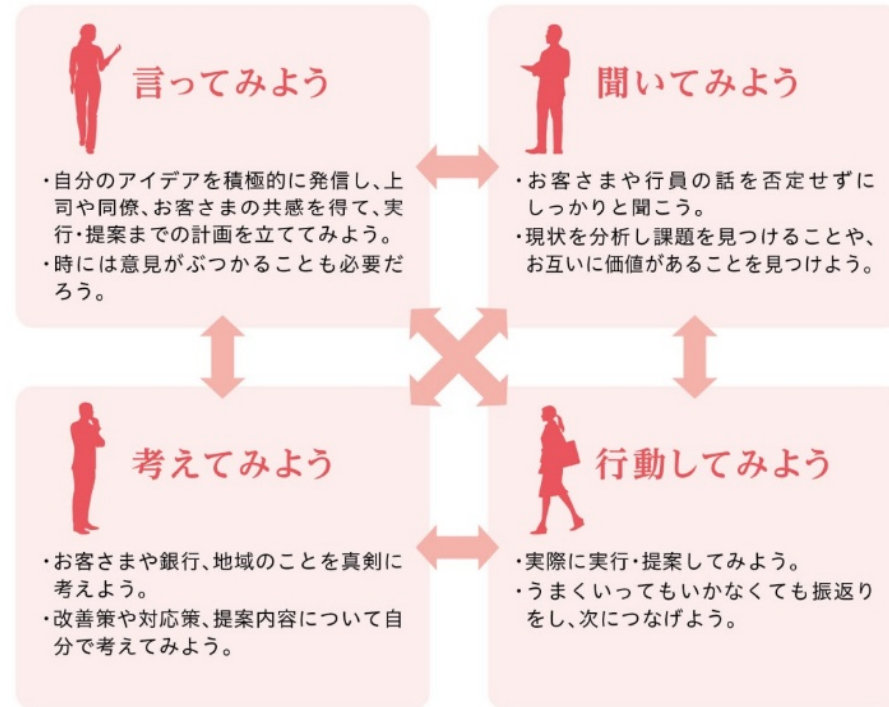 言ってみよう
・自分のアイデアを積極的に発信し、上
司や同僚、お客さまの共感を得て、実
行・提案までの計画を立ててみよう。
・時には意見がぶつかることも必要だ
ろう。
聞いてみよう
・お客さまや行員の話を否定せずに
しっかりと聞こう。
・現状を分析し課題を見つけることや、
お互いに価値があることを見つけよう。
考えてみよう
・お客さまや銀行、地域のことを真剣に
考えよう。
・改善策や対応策、提案内容について自
分で考えてみよう。
行動してみよう
・実際に実行・提案してみよう。
・うまくいってもいかなくても振返り
をし、次につなげよう。